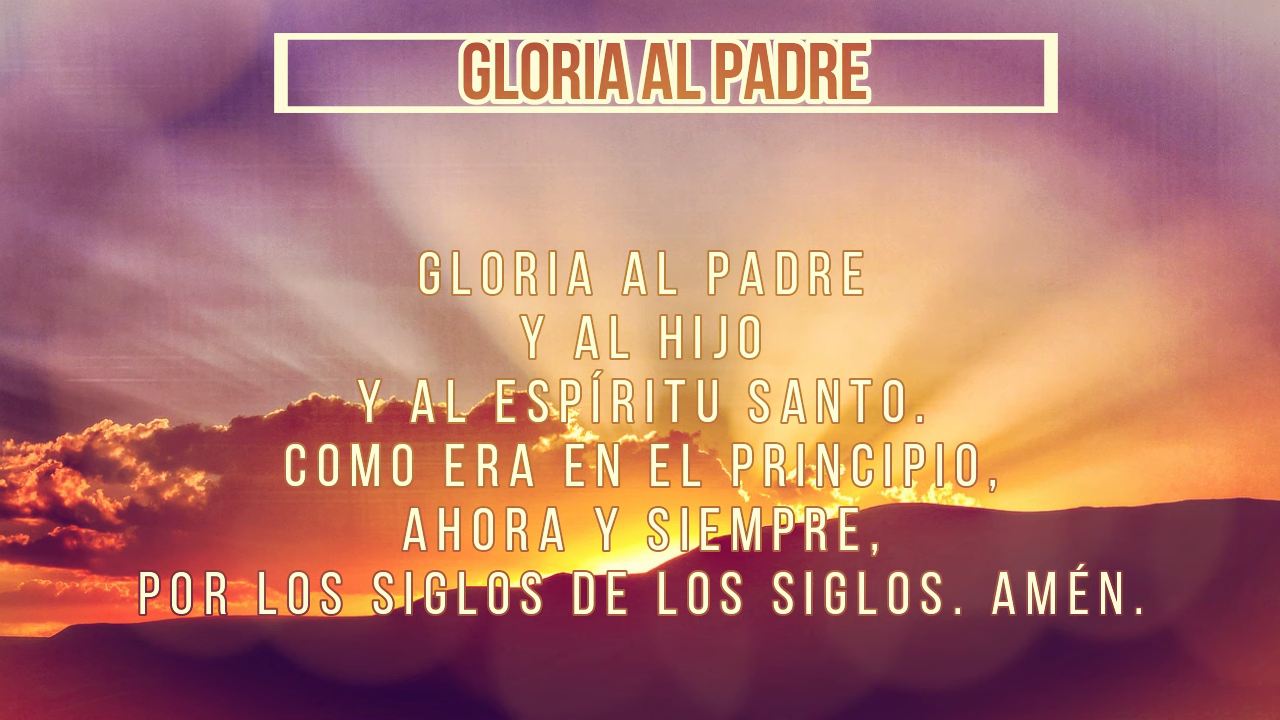 GLORIA AL PADRE
GLORIA AL PADRE
Y AL HIJO
Y AL ESPÍRITU SANTO.
COMO ERA EN EL PRINCIPIO,
AHORA Y SIEMPRE,
POR LOS SIGLOS DE LOS SIGLOS. AMÉN.